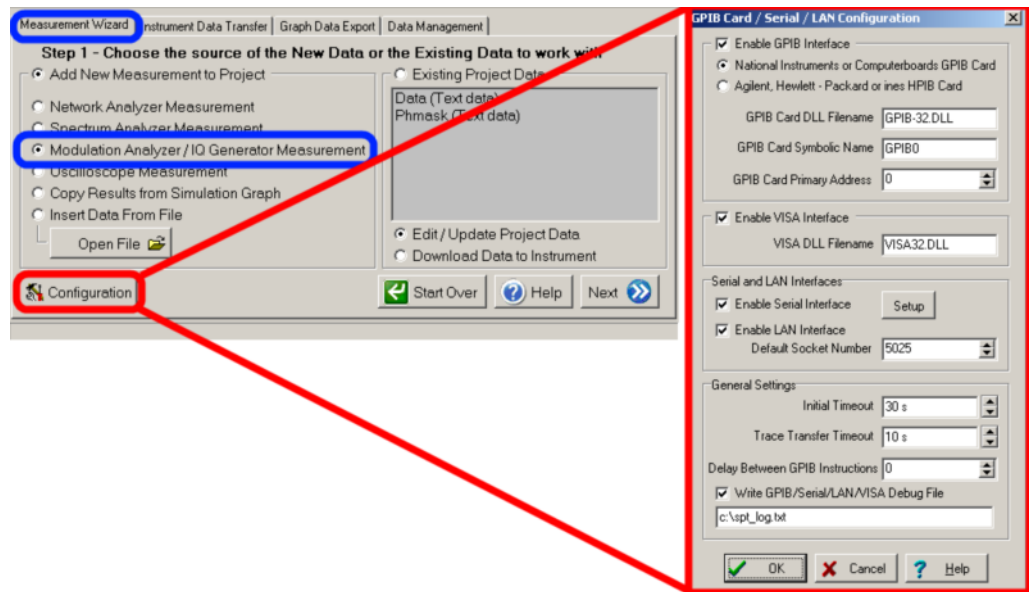 Measurement Wizard
Instrument Data Transfer
Graph Data Export
Data Management
Step 1 - Choose the source of the New Data or the Existing Data to work with
Add New Measurement to Project
Network Analyzer Measurement
Spectrum Analyzer Measurement
Modulation Analyzer / IQ Generator Measurement
Oscilloscope Measurement
Copy Results from Simulation Graph
Insert Data From File
Open File
Existing Project Data
Data (Text data)
Phmask (Text data)
Edit / Update Project Data
Download Data to Instrument
Configuration
Start Over
Help
Next
GPIB Card / Serial / LAN Configuration
Enable GPIB Interface
National Instruments or Computerboards GPIB Card
Agilent, Hewlett - Packard or ines HPIB Card
GPIB Card DLL Filename GPIB-32.DLL
GPIB Card Symbolic Name GPIB0
GPIB Card Primary Address 0
Enable VISA Interface
VISA DLL Filename VISA32.DLL
Serial and LAN Interfaces
Enable Serial Interface Setup
Enable LAN Interface
Default Socket Number 5025
General Settings
Initial Timeout 30 s
Trace Transfer Timeout 10 s
Delay Between GPIB Instructions 0
Write GPIB/Serial/LAN/VISA Debug File
c:\spt_log.txt
OK
Cancel
Help